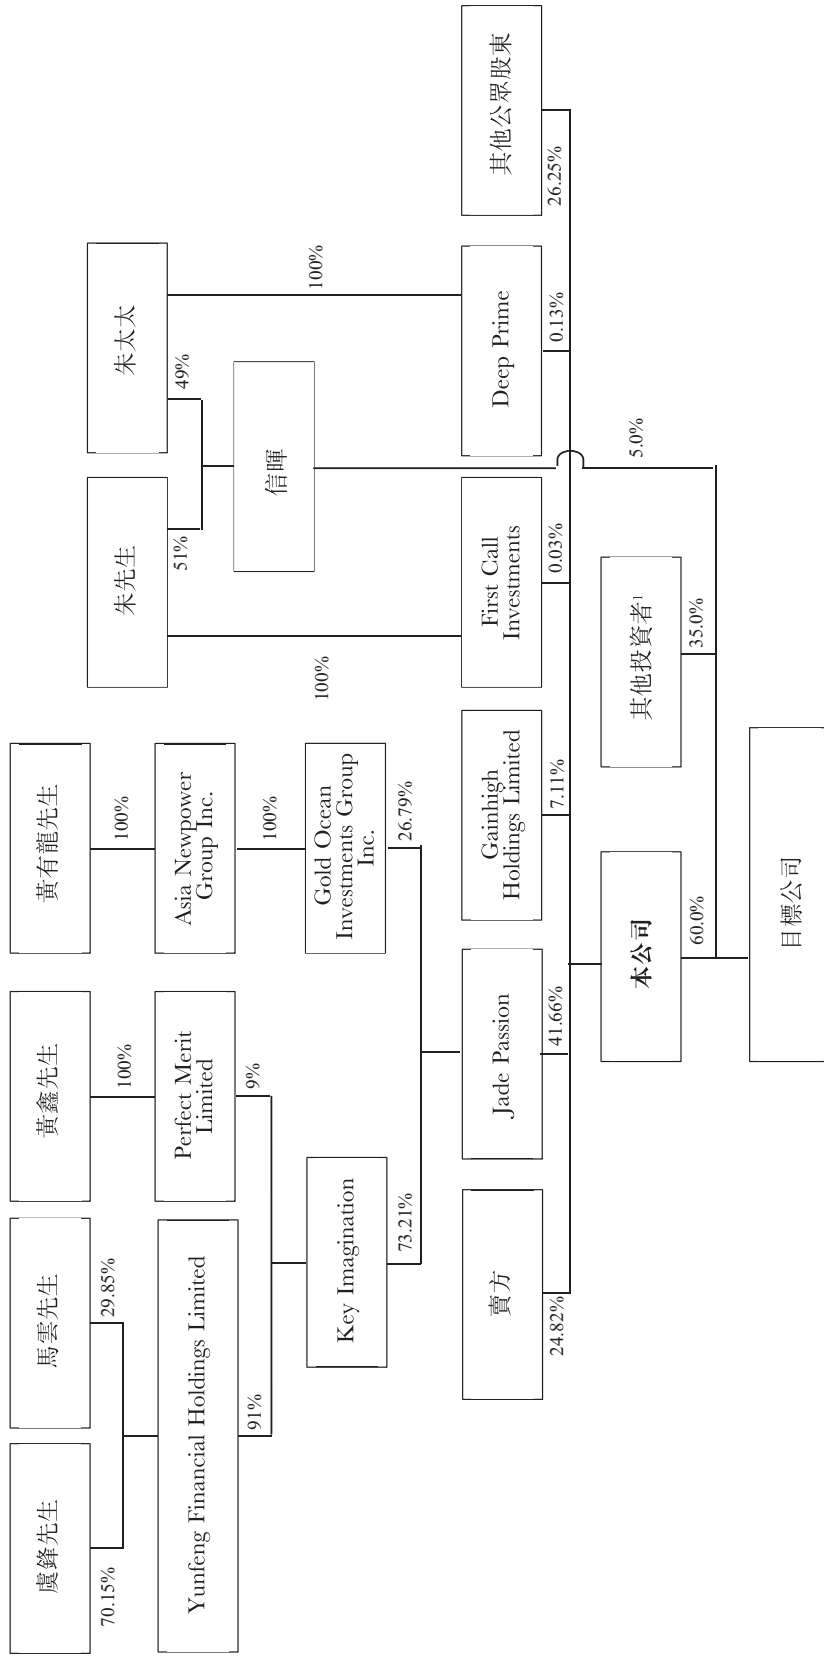 虞鋒先生
馬雲先生
黃鑫先生
黃有龍先生
朱先生
朱太太
70.15%
29.85%
100%
100%
51%
49%
Yunfeng Financial Holdings Limited
Perfect Merit
Limited
Asia Newpower
Group Inc.
信暉
91%
9%
100%
100%
100%
Key Imagination
Gold Ocean
Investments Group
Inc.
73.21%
26.79%
賣方
Jade Passion
Gainhigh
Holdings Limited
First Call
Investments
Deep Prime
其他公眾股東
24.82%
41.66%
7.11%
0.03%
0.13%
26.25%
本公司
其他投資者1
60.0%
35.0%
5.0%
目標公司